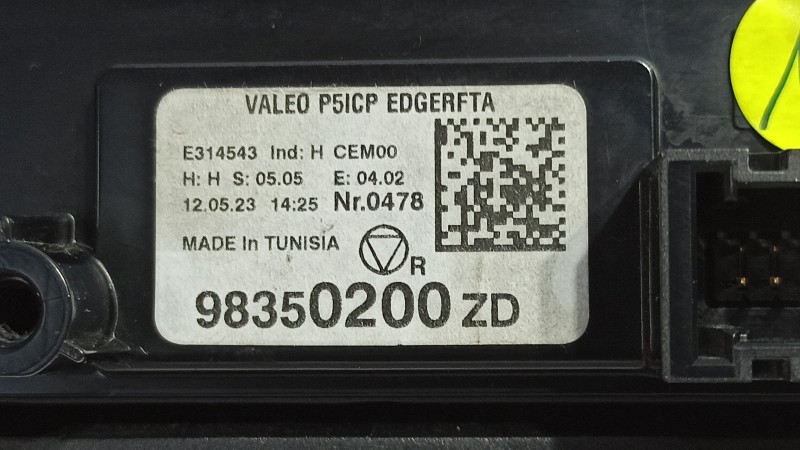 VALEO P5ICP EDGERFTA
E314543 Ind: H CEM00
H: H S: 05.05 E: 04.02
12.05.23 14:25 Nr.0478
MADE In TUNISIA
R
98350200 ZD